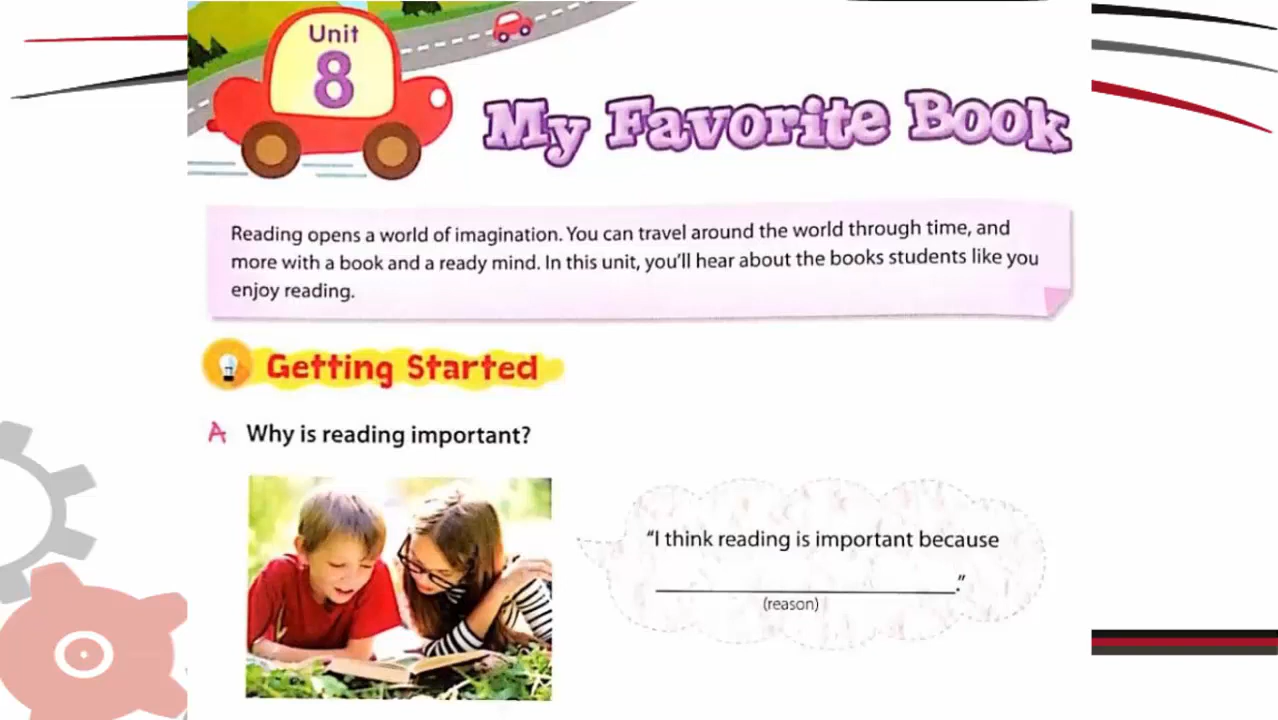 Unit
8
My Favorite Book
Reading opens a world of imagination. You can travel around the world through time, and
more with a book and a ready mind. In this unit, you'll hear about the books students like you
enjoy reading.
Getting Started
A Why is reading important?
"I think reading is important because
____________________."
(reason)